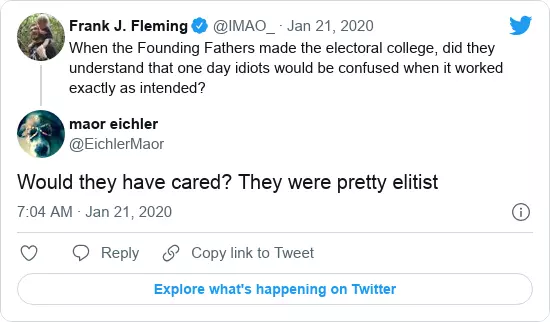 Frank J. Fleming @IMAO_ · Jan 21, 2020
When the Founding Fathers made the electoral college, did they
understand that one day idiots would be confused when it worked
exactly as intended?
maor eichler
@EichlerMaor
Would they have cared? They were pretty elitist
7:04 AM · Jan 21, 2020
Reply Copy link to Tweet
Explore what's happening on Twitter